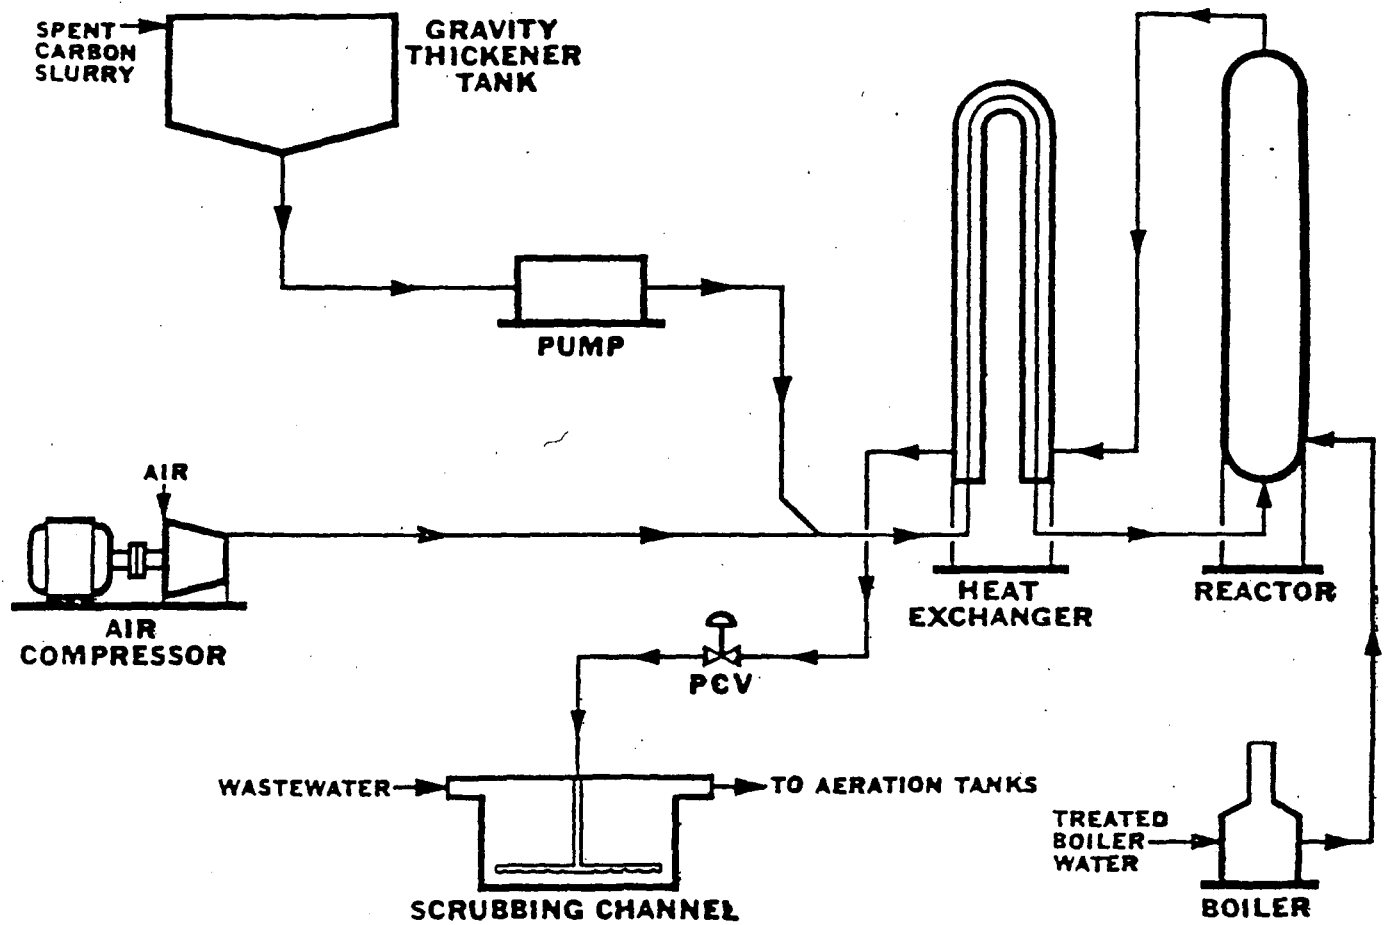 SPENT
CARBON
SLURRY
GRAVITY
THICKENER
TANK
PUMP
AIR
AIR
COMPRESSOR
HEAT
EXCHANGER
REACTOR
PCV
WASTEWATER
TO AERATION TANKS
TREATED
BOILER
WATER
SCRUBBING CHANNEL
BOILER